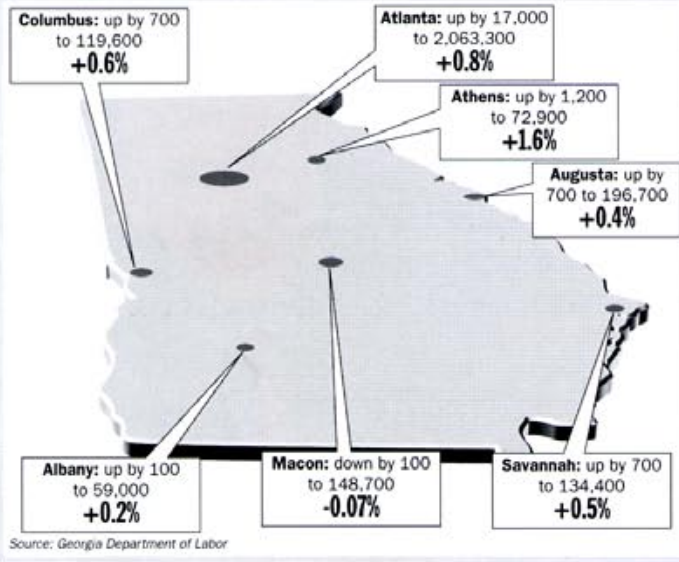 Columbus: up by 700
to 119,600
+0.6%
Atlanta: up by 17,000
to 2,063,300
+0.8%
Athens: up by 1,200
to 72,900
+1.6%
Augusta: up by
700 to 196,700
+0.4%
Albany: up by 100
to 59,000
+0.2%
Macon: down by 100
to 148,700
-0.07%
Savannah: up by 700
to 134,400
+0.5%
Source: Georgia Department of Labor